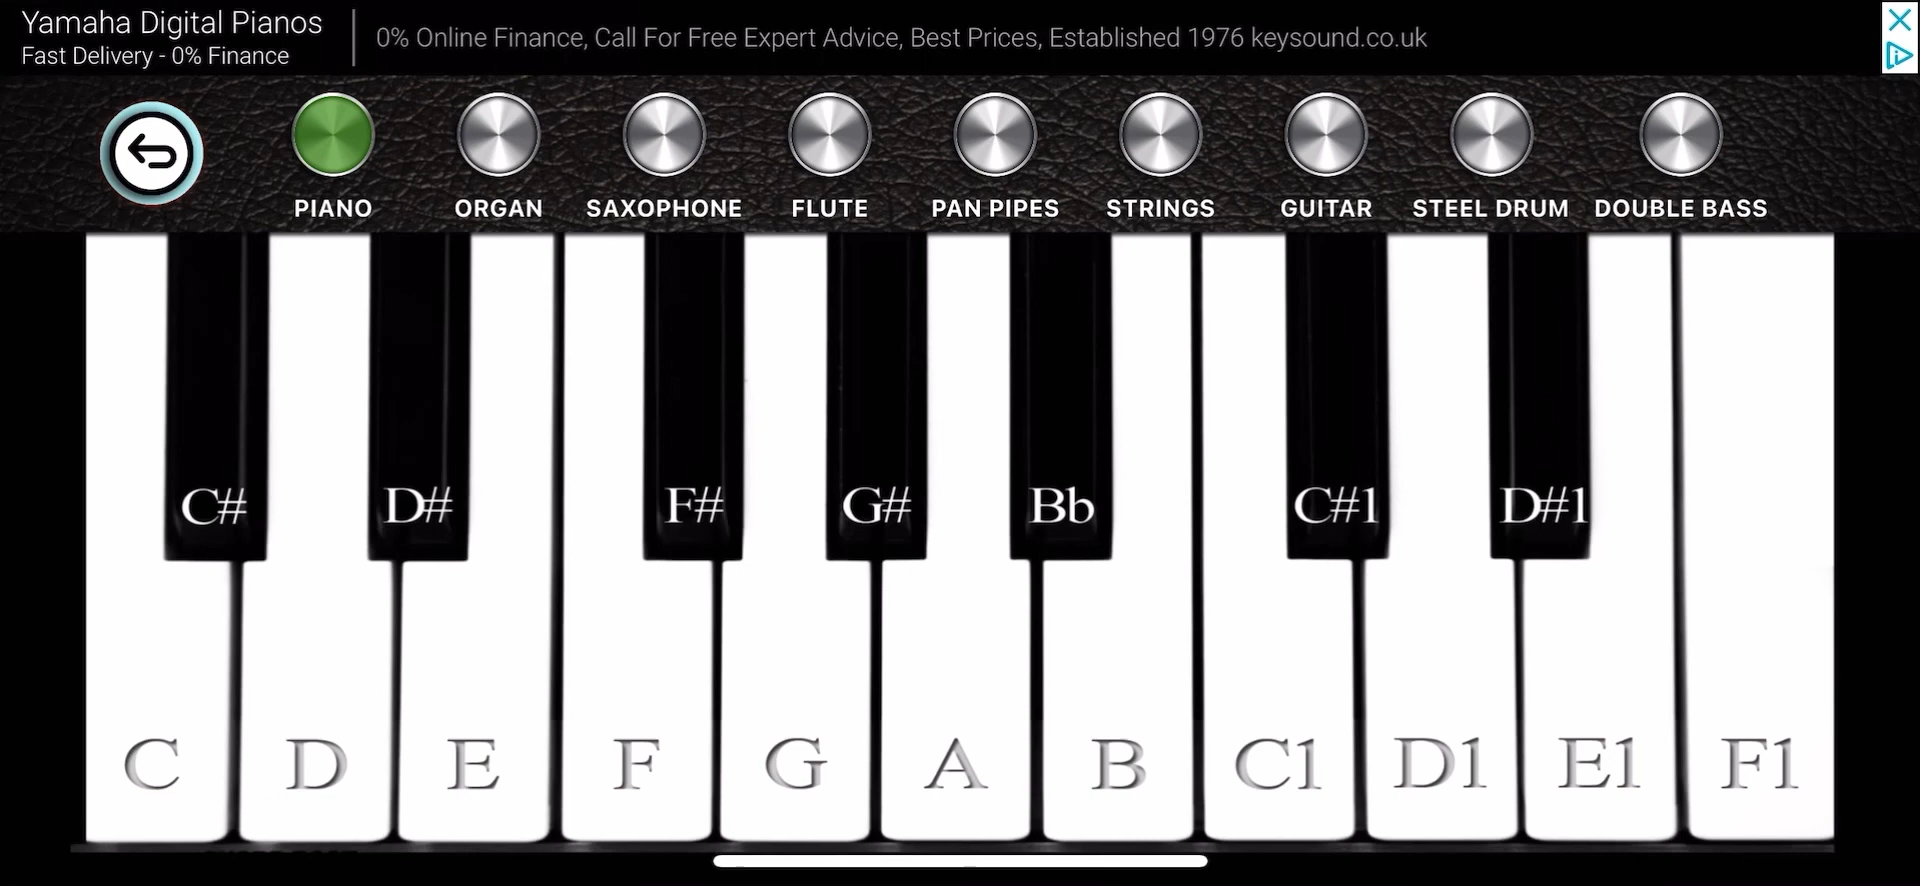 Yamaha Digital Pianos
Fast Delivery - 0% Finance
0% Online Finance, Call For Free Expert Advice, Best Prices, Established 1976 keysound.co.uk
PIANO
ORGAN
SAXOPHONE
FLUTE
PAN PIPES
STRINGS
GUITAR
STEEL DRUM
DOUBLE BASS
C#
D#
F#
G#
Bb
C#1
D#1
C
D
E
F
G
A
B
C1
D1
E1
F1